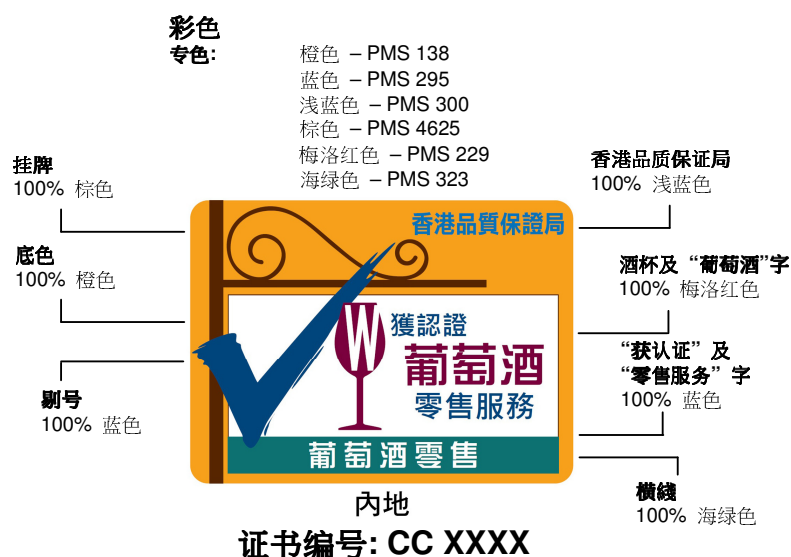 彩色
专色:
橙色 – PMS 138
蓝色 – PMS 295
浅蓝色 – PMS 300
棕色 – PMS 4625
梅洛红色 – PMS 229
海绿色 – PMS 323
挂牌
100% 棕色
底色
100% 橙色
剔号
100% 蓝色
香港品質保證局
W
獲認證
葡萄酒
零售服務
葡萄酒零售
香港品质保证局
100% 浅蓝色
酒杯及 “葡萄酒”字
100% 梅洛红色
“获认证” 及
“零售服务” 字
100% 蓝色
横綫
100% 海绿色
內地
证书编号: CC XXXX